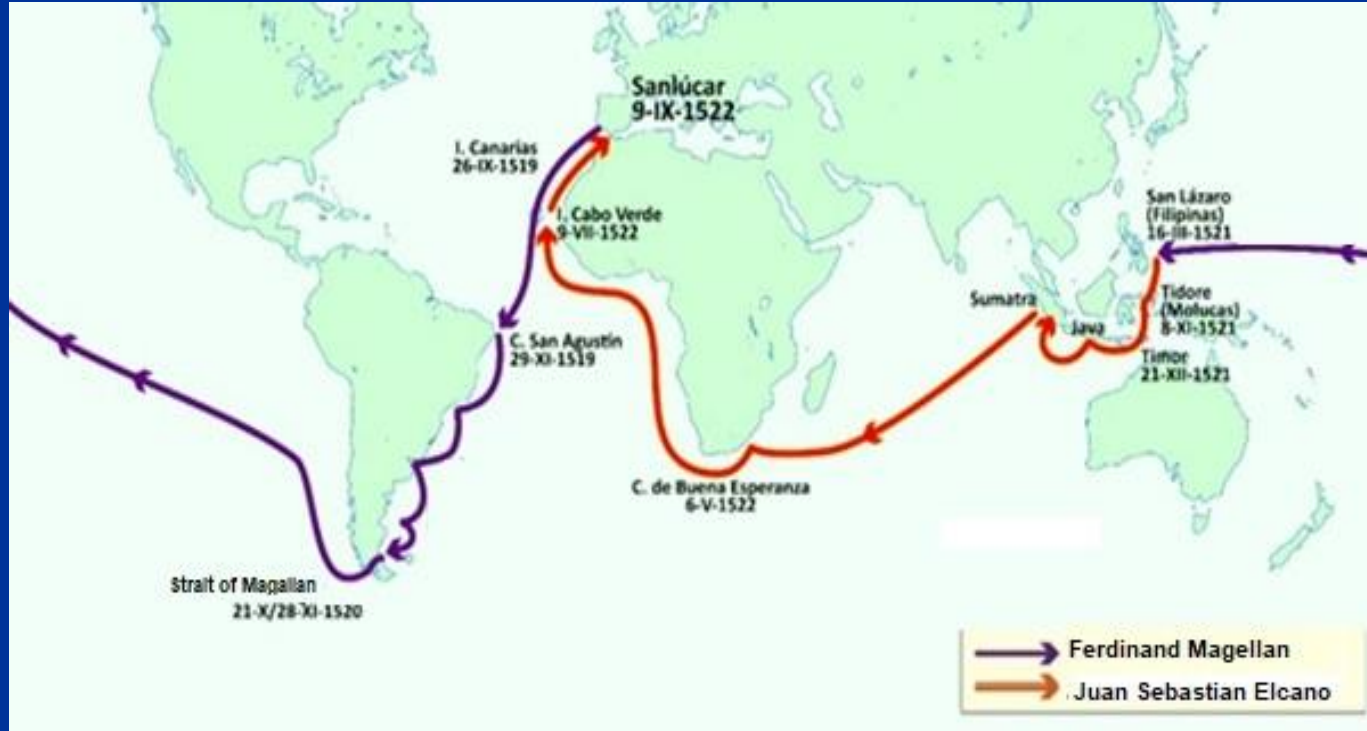 Sanlúcar
9-IX-1522
I. Canarias
26-IX-1519
I. Cabo Verde
9-VII-1522
San Lázaro
(Filipinas)
16-III-1521
Sumatra
Java
Tidore
(Molucas)
8-XI-1521
Timor
21-XII-1521
C. San Agustín
29-XI-1519
C. de Buena Esperanza
6-V-1522
Strait of Magallan
21-X/28-XI-1520
Ferdinand Magellan
Juan Sebastian Elcano